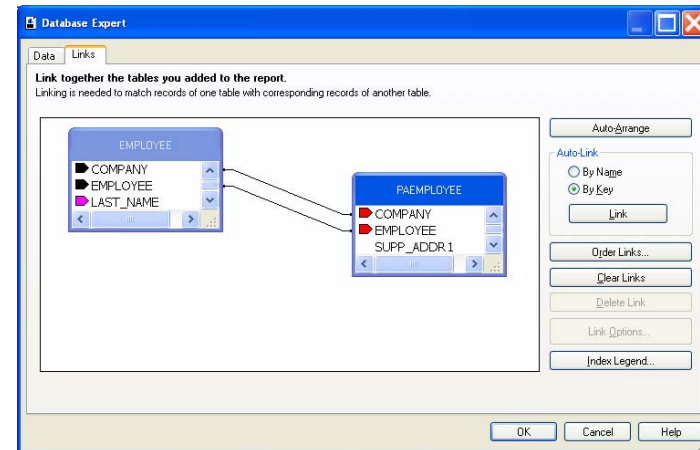 Database Expert
Data
Links
Link together the tables you added to the report.
Linking is needed to match records of one table with corresponding records of another table.
EMPLOYEE
COMPANY
EMPLOYEE
LAST_NAME
PAEMPLOYEE
COMPANY
EMPLOYEE
SUPP_ADDR1
Auto-Arrange
Auto-Link
By Name
By Key
Link
Order Links...
Clear Links
Delete Link
Link Options...
Index Legend...
OK
Cancel
Help